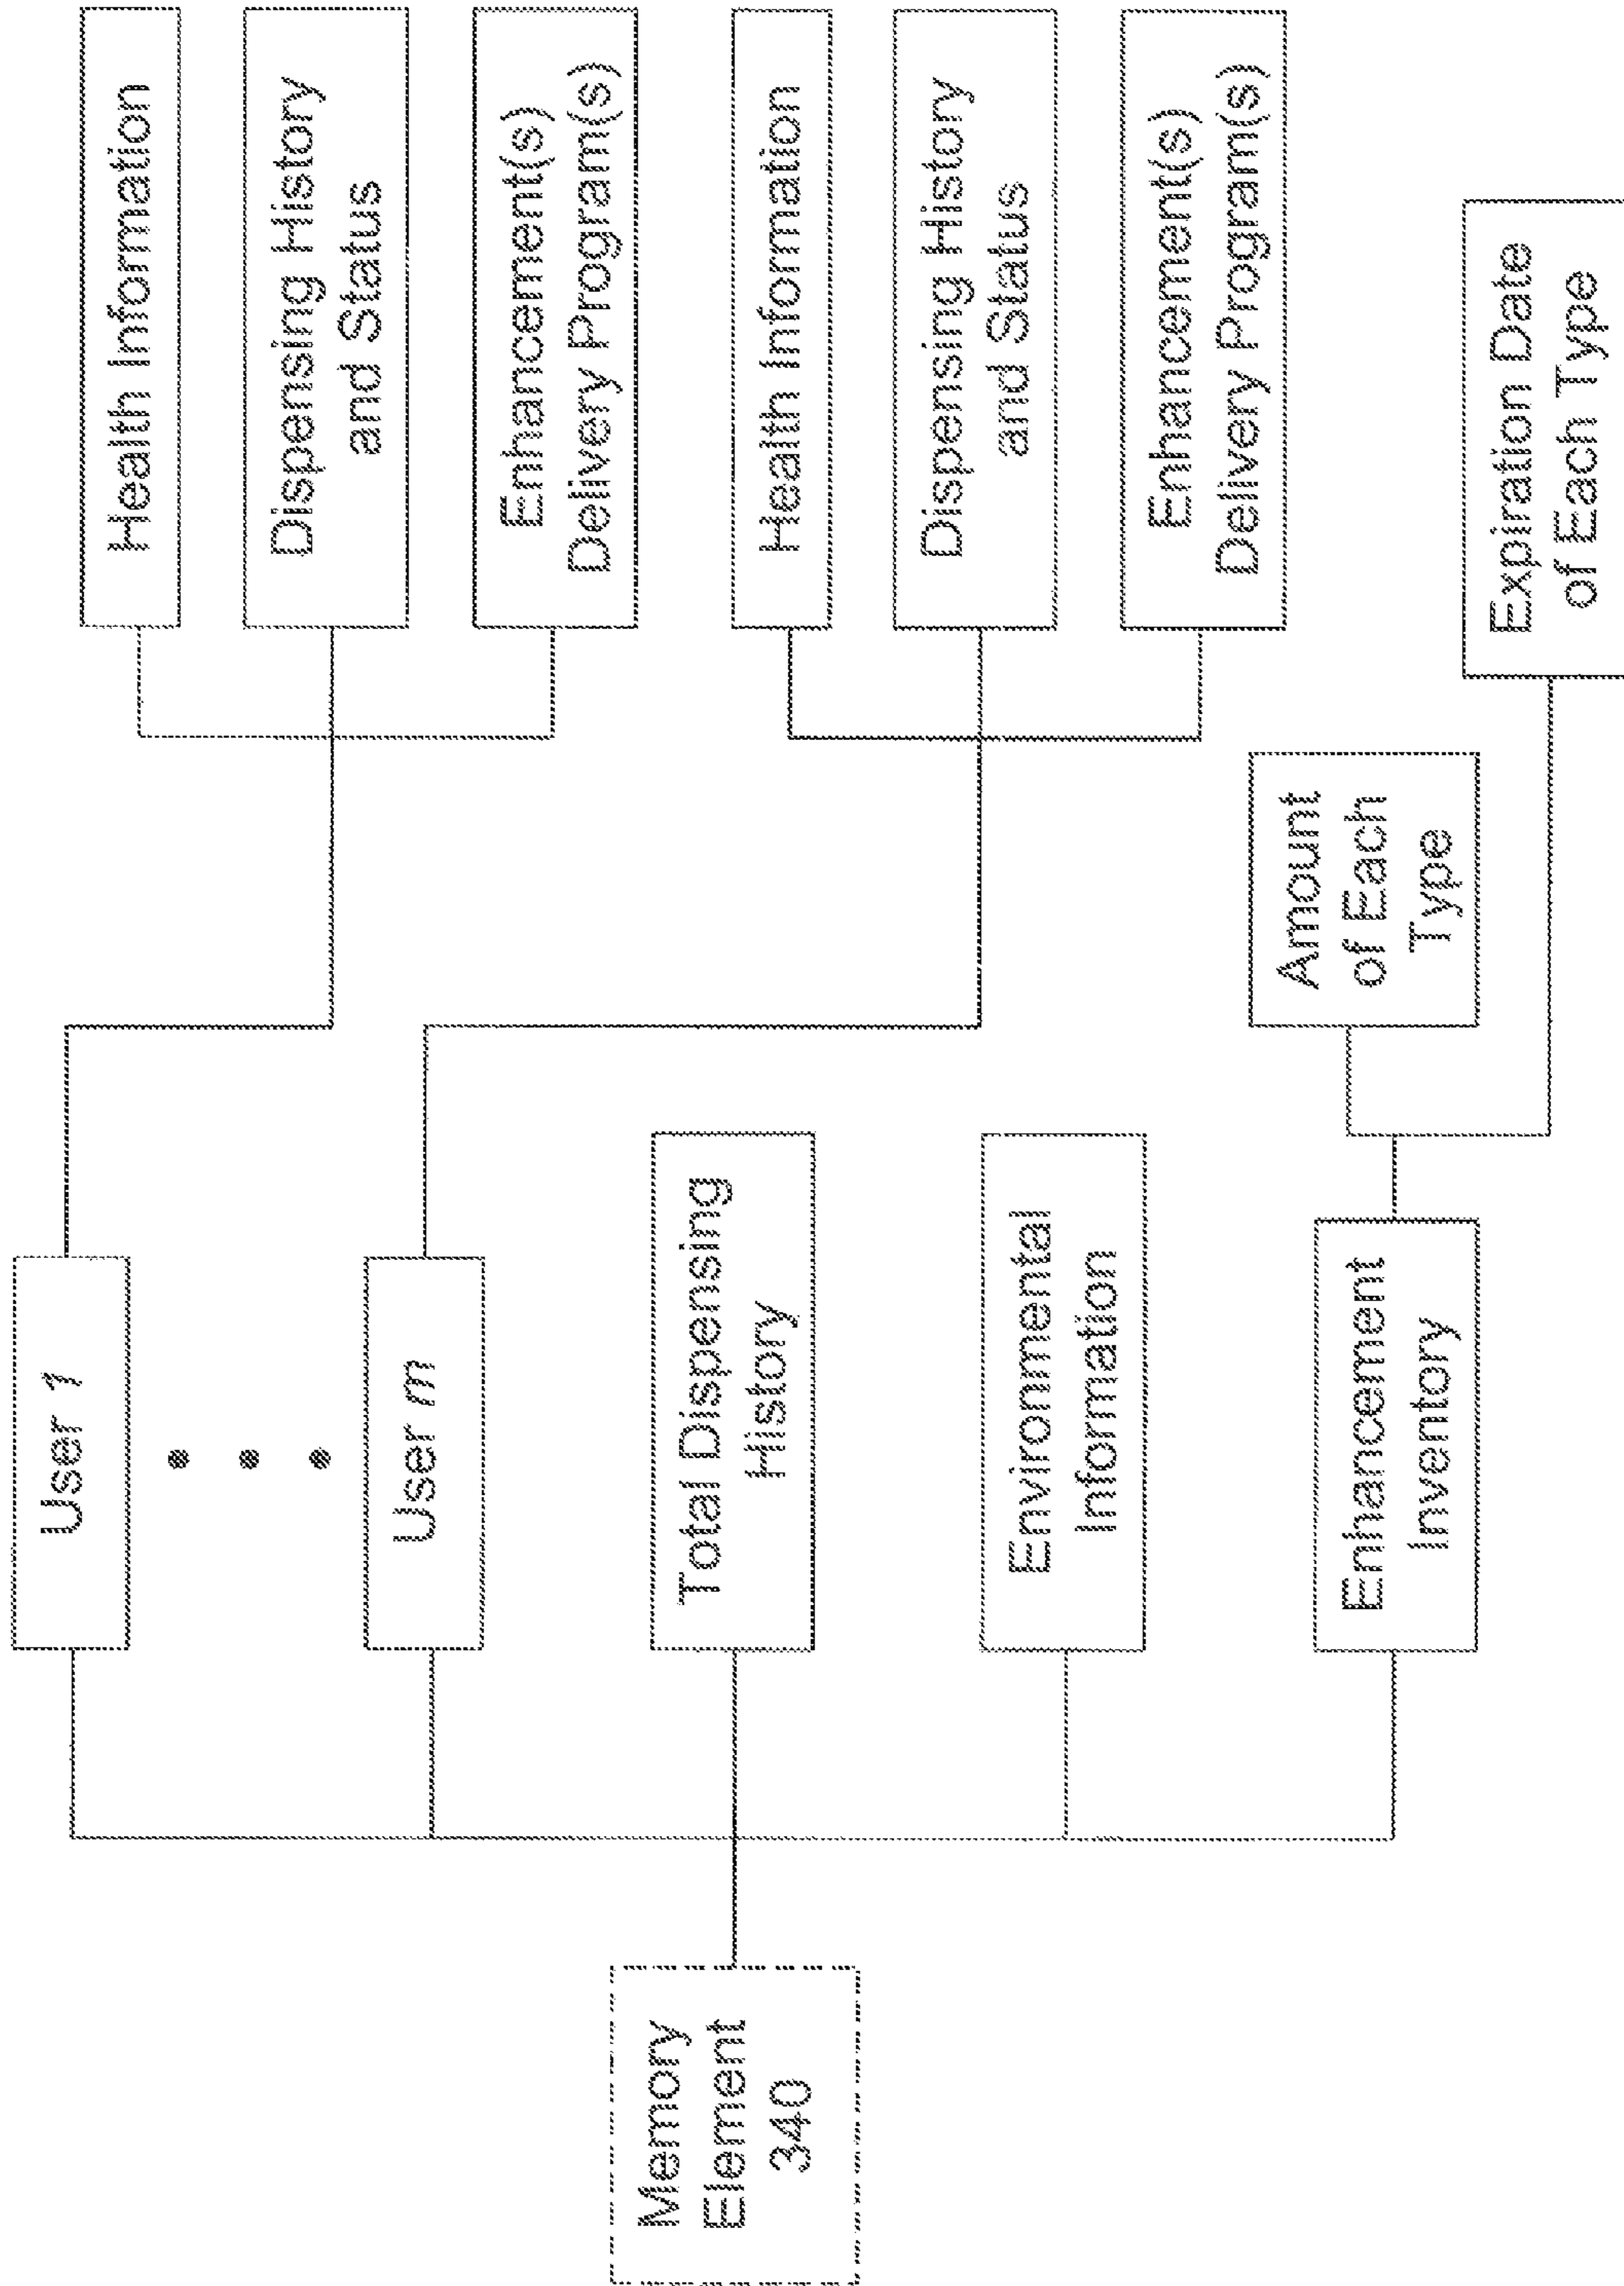 Memory
Element
340
User 1
User m
Total Dispensing
History
Environmental
Information
Enhancement
Inventory
Health Information
Dispensing History
and Status
Enhancement(s)
Delivery Program(s)
Health Information
Dispensing History
and Status
Enhancement(s)
Delivery Program(s)
Amount
of Each
Type
Expiration Date
of Each Type